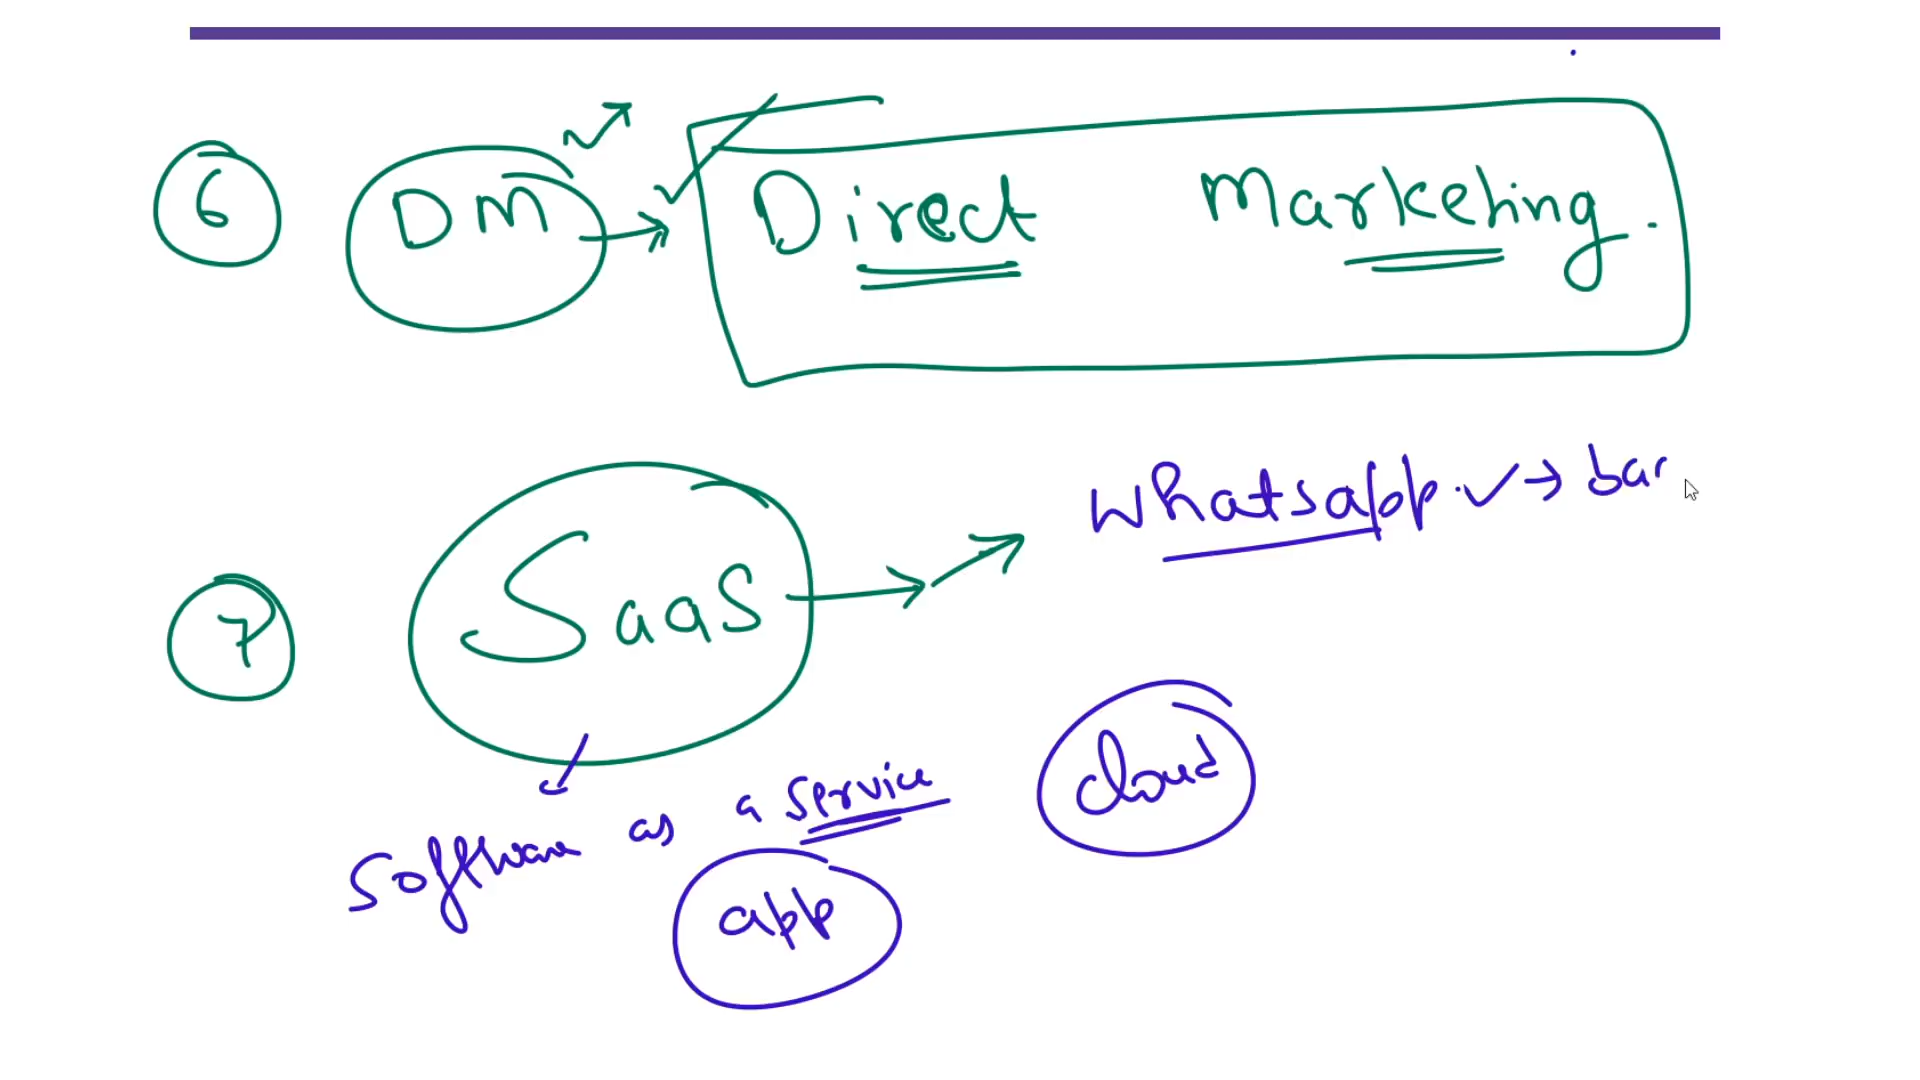 6 DM → Direct Marketing.
7 SaaS → → Whatsapp. ✓ → bar
Software as a service
cloud
app